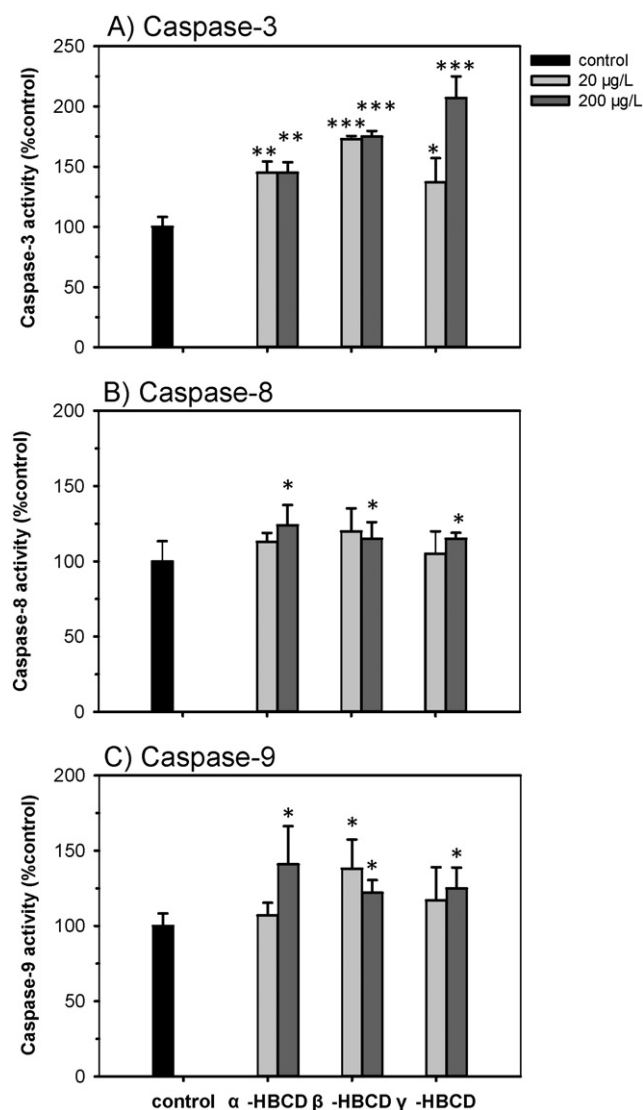 A) Caspase-3
250
200
150
100
50
0
Caspase-3 activity (%control)
** ** *** *** * ***
control
20 µg/L
200 µg/L
B) Caspase-8
200
150
100
50
0
Caspase-8 activity (%control)
* * *
C) Caspase-9
200
150
100
50
0
Caspase-9 activity (%control)
* * * *
control α -HBCD β -HBCD γ -HBCD